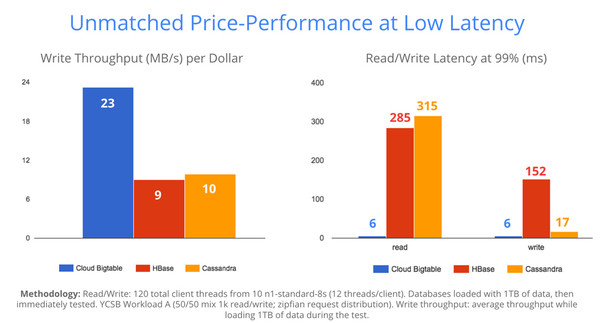 Unmatched Price-Performance at Low Latency
Write Throughput (MB/s) per Dollar
24
18
12
6
0
23
9
10
Cloud Bigtable HBase Cassandra
Read/Write Latency at 99% (ms)
400
300
200
100
0
6
285
315
6
152
17
read write
Cloud Bigtable HBase Cassandra
Methodology: Read/Write: 120 total client threads from 10 n1-standard-8s (12 threads/client). Databases loaded with 1TB of data, then
immediately tested. YCSB Workload A (50/50 mix 1k read/write; zipfian request distribution). Write throughput: average throughput while
loading 1TB of data during the test.